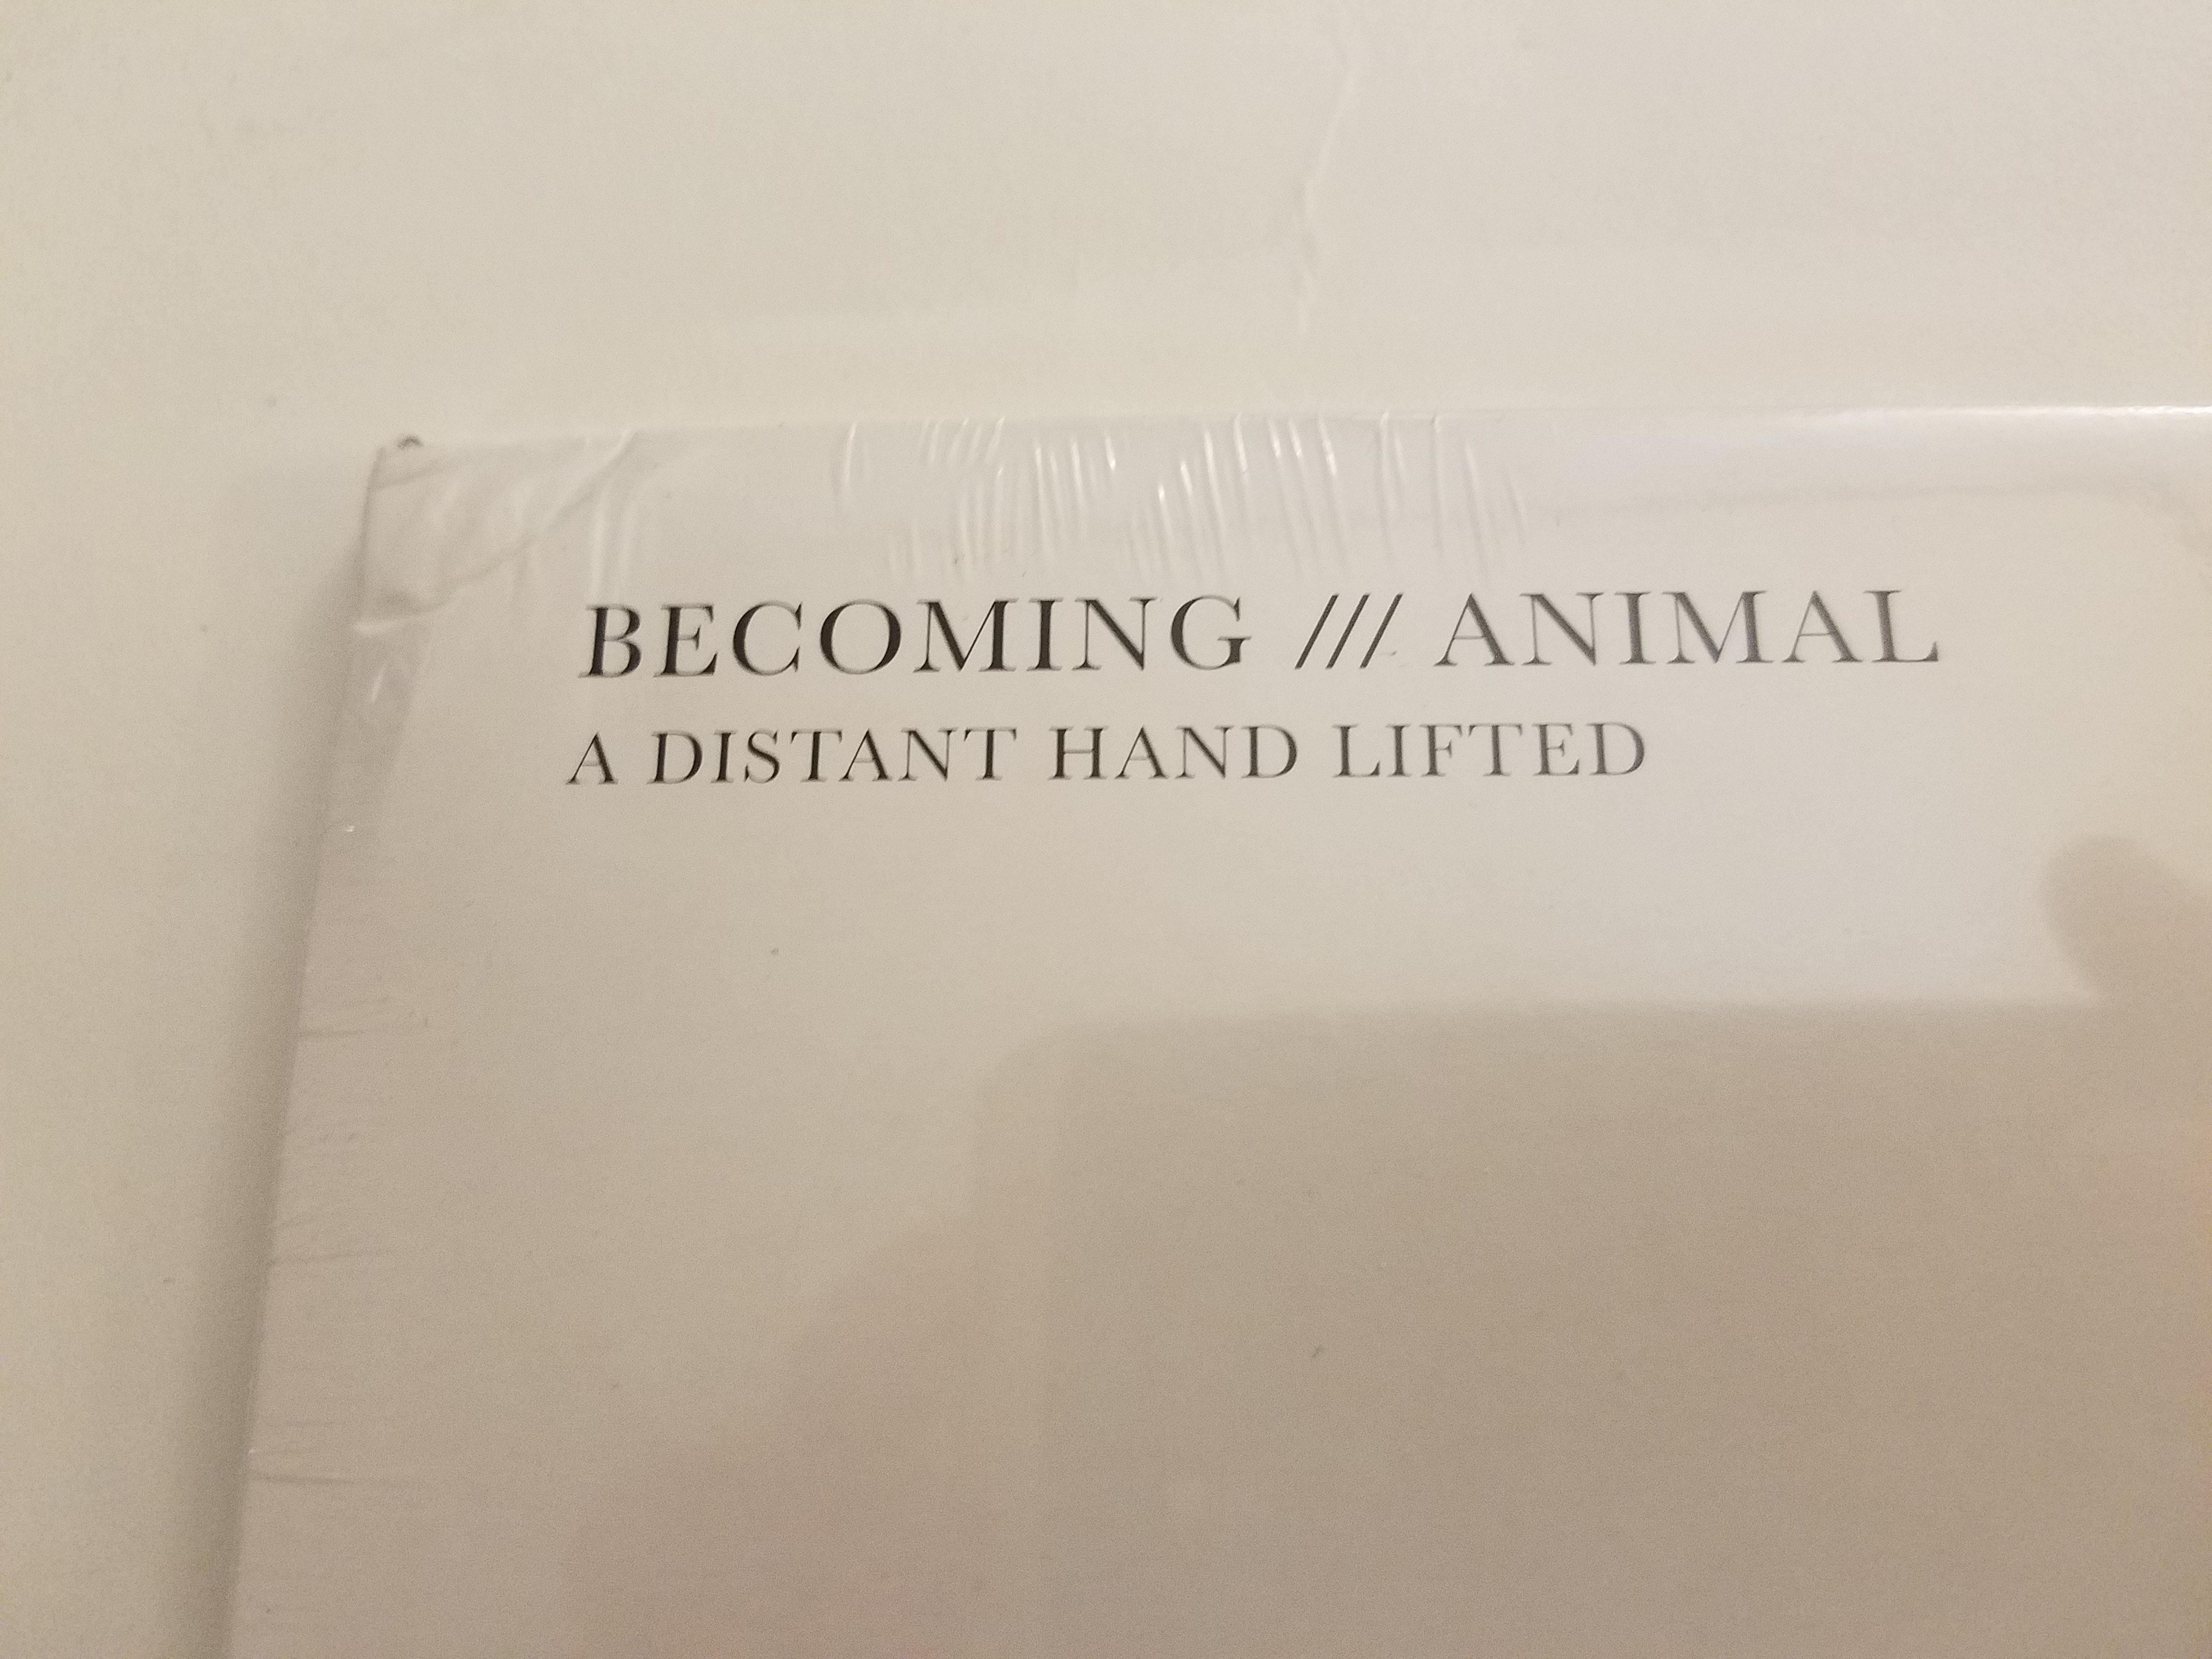 BECOMING /// ANIMAL
A DISTANT HAND LIFTED